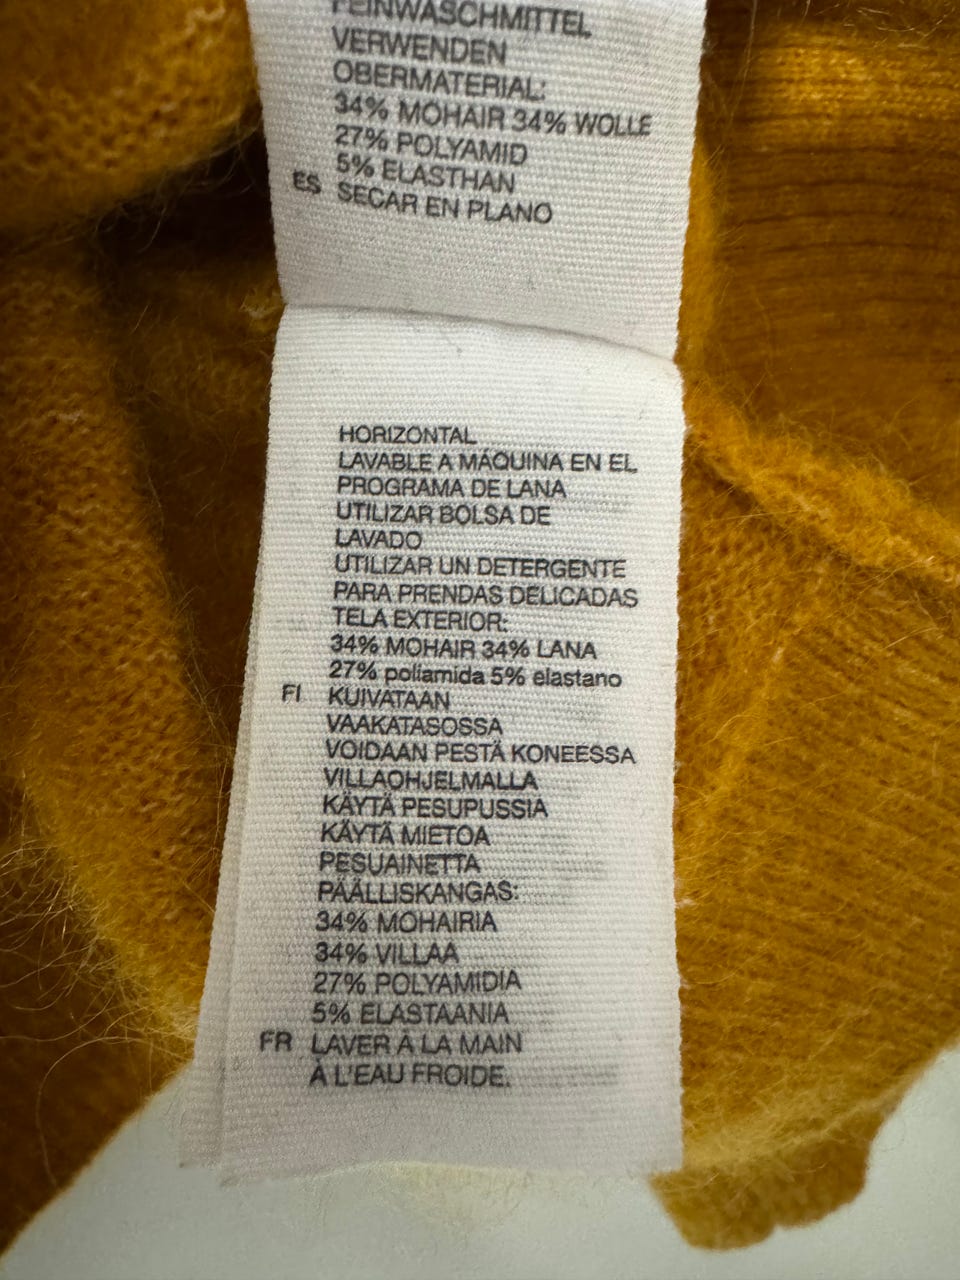 FEINWASCHMITTEL
VERWENDEN
OBERMATERIAL:
34% MOHAIR 34% WOLLE
27% POLYAMID
5% ELASTHAN
ES SECAR EN PLANO
HORIZONTAL
LAVABLE A MÁQUINA EN EL
PROGRAMA DE LANA
UTILIZAR BOLSA DE
LAVADO
UTILIZAR UN DETERGENTE
PARA PRENDAS DELICADAS
TELA EXTERIOR:
34% MOHAIR 34% LANA
27% poliamida 5% elastano
FI KUIVATAAN
VAAKATASOSSA
VOIDAAN PESTÄ KONEESSA
VILLAOHJELMALLA
KÄYTÄ PESUPUSSIA
KÄYTÄ MIETOA
PESUAINETTA
PÄÄLLISKANGAS:
34% MOHAIRIA
34% VILLAA
27% POLYAMIDIA
5% ELASTAANIA
FR LAVER À LA MAIN
À L'EAU FROIDE.